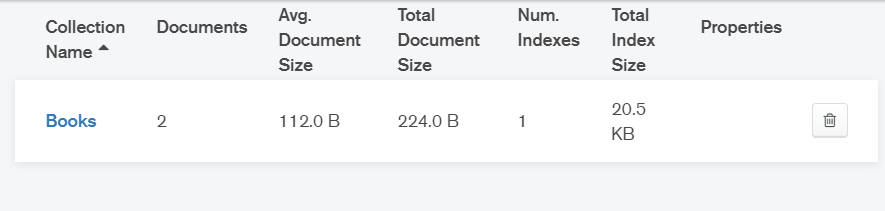 Collection Name
Documents
Avg. Document Size
Total Document Size
Num. Indexes
Total Index Size
Properties
Books
2
112.0 B
224.0 B
1
20.5 KB